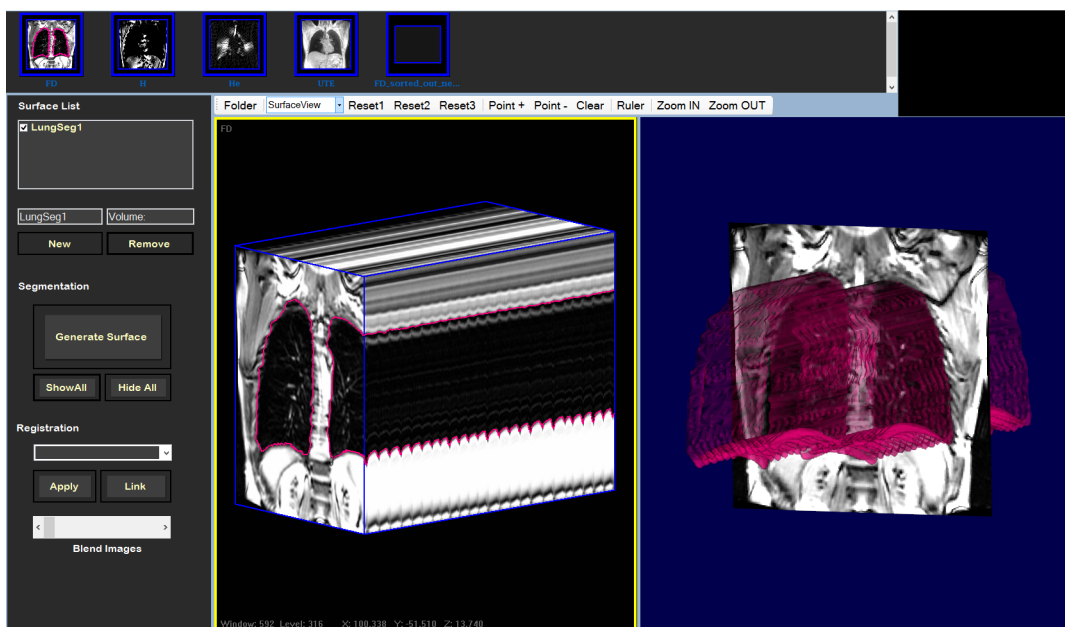 FD H He UTE FD_sorted_out_ne...
Surface List
Folder SurfaceView Reset1 Reset2 Reset3 Point + Point - Clear Ruler Zoom IN Zoom OUT
LungSeg1
FD
LungSeg1 Volume:
New Remove
Segmentation
Generate Surface
ShowAll Hide All
Registration
Apply Link
Blend Images
Window: 592 Level: 316 X: 100.338 Y: -51.510 Z: 13.740